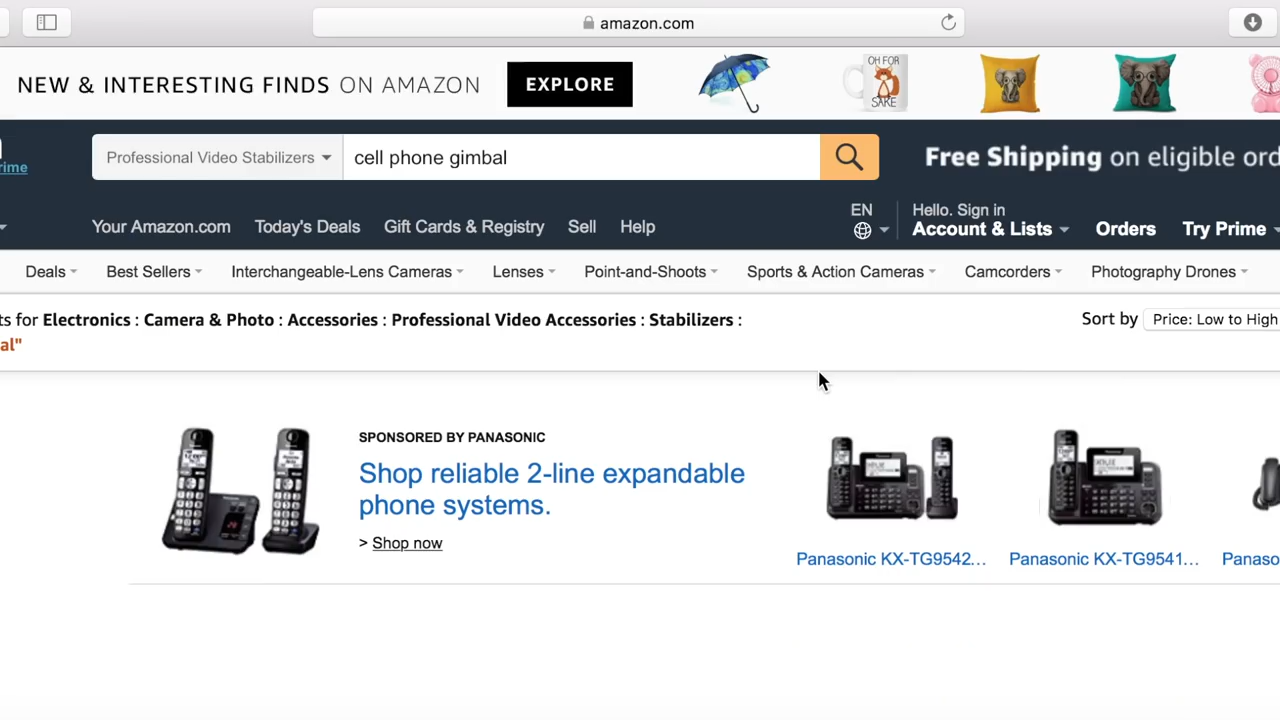 amazon.com
NEW & INTERESTING FINDS ON AMAZON
EXPLORE
OH FOR
SAKE
rime
Professional Video Stabilizers
cell phone gimbal
Free Shipping on eligible ord
Your Amazon.com
Today's Deals
Gift Cards & Registry
Sell
Help
EN
Hello. Sign in
Account & Lists
Orders
Try Prime
Deals
Best Sellers
Interchangeable-Lens Cameras
Lenses
Point-and-Shoots
Sports & Action Cameras
Camcorders
Photography Drones
ts for Electronics : Camera & Photo : Accessories : Professional Video Accessories : Stabilizers :
al"
Sort by
Price: Low to High
SPONSORED BY PANASONIC
Shop reliable 2-line expandable
phone systems.
> Shop now
Panasonic KX-TG9542...
Panasonic KX-TG9541...
Panaso